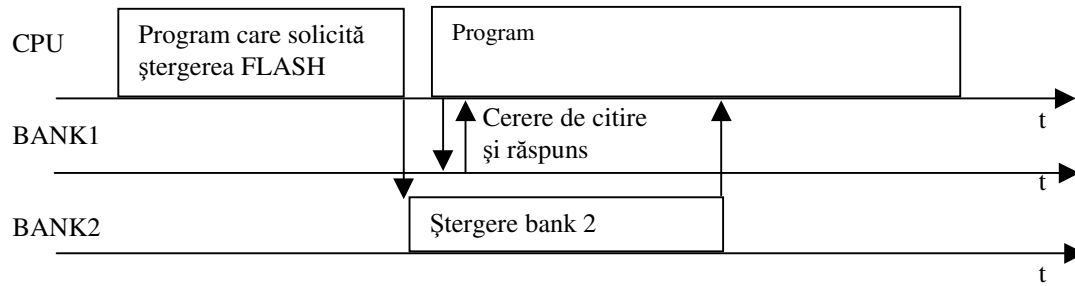 CPU
Program care solicită
ştergerea FLASH
Program
t
BANK1
Cerere de citire
şi răspuns
t
BANK2
Ştergere bank 2
t